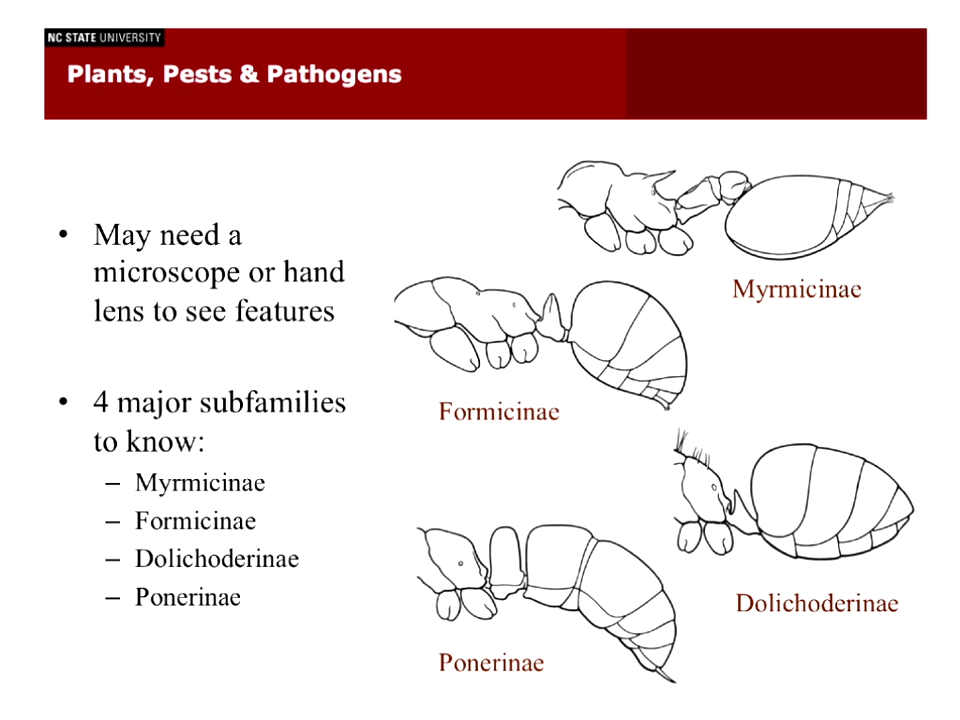 NC STATE UNIVERSITY
Plants, Pests & Pathogens
• May need a
microscope or hand
lens to see features
• 4 major subfamilies
to know:
– Myrmicinae
– Formicinae
– Dolichoderinae
– Ponerinae
Myrmicinae
Formicinae
Dolichoderinae
Ponerinae